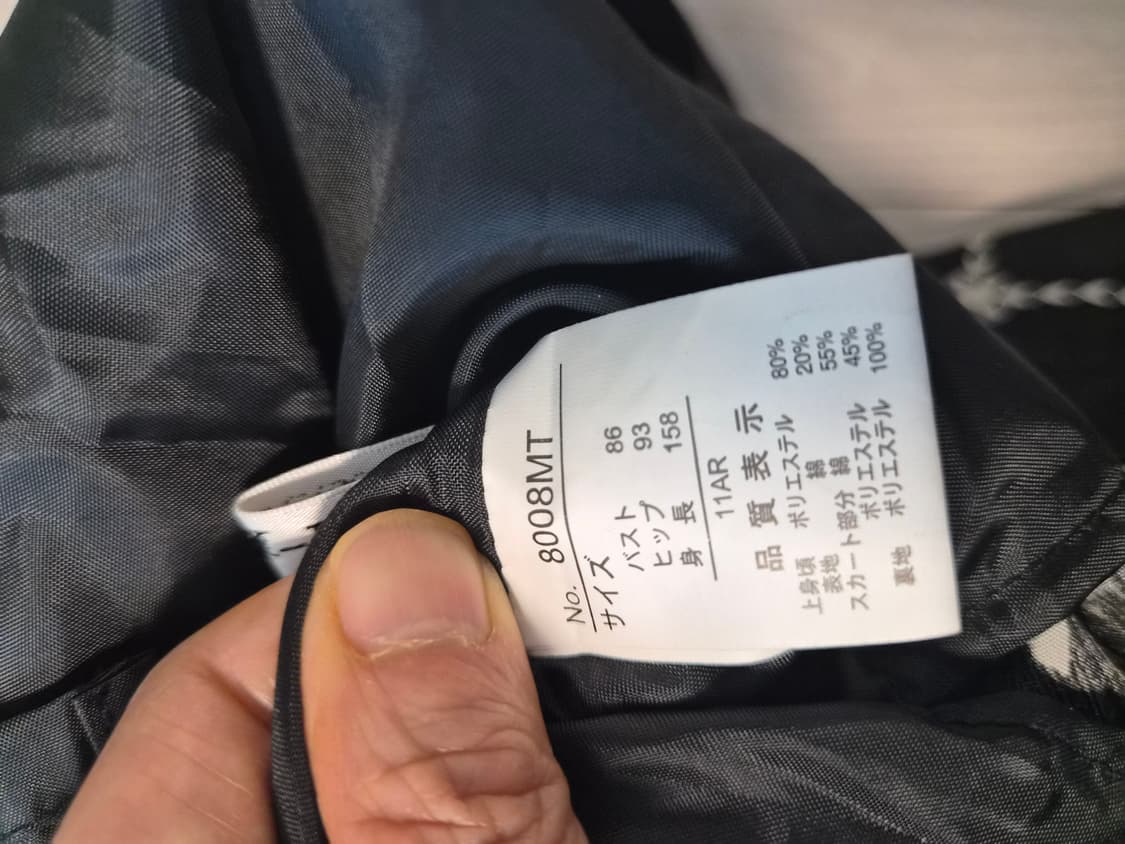 No. 8008MT
サイズ
バスト 86
ヒップ 93
身長 158
11AR
品質表示
上身頃 ポリエステル 80%
表地 綿 20%
スカート部分 綿 55%
ポリエステル 45%
裏地 ポリエステル 100%